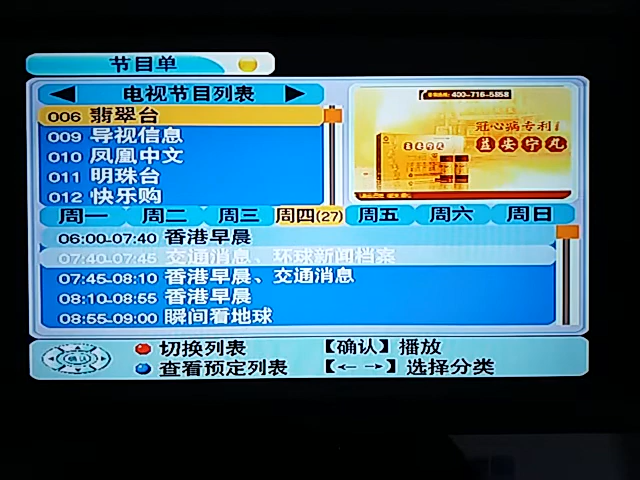 节目单
电视节目列表
006 翡翠台
009 导视信息
010 凤凰中文
011 明珠台
012 快乐购
400-716-5858
冠心病专利
益安宁丸
周一 周二 周三 周四(27) 周五 周六 周日
06:00-07:40 香港早晨
07:40-07:45 交通消息、环球新闻档案
07:45-08:10 香港早晨、交通消息
08:10-08:55 香港早晨
08:55-09:00 瞬间看地球
确认 切换列表 【确认】播放
查看预定列表 【← →】选择分类